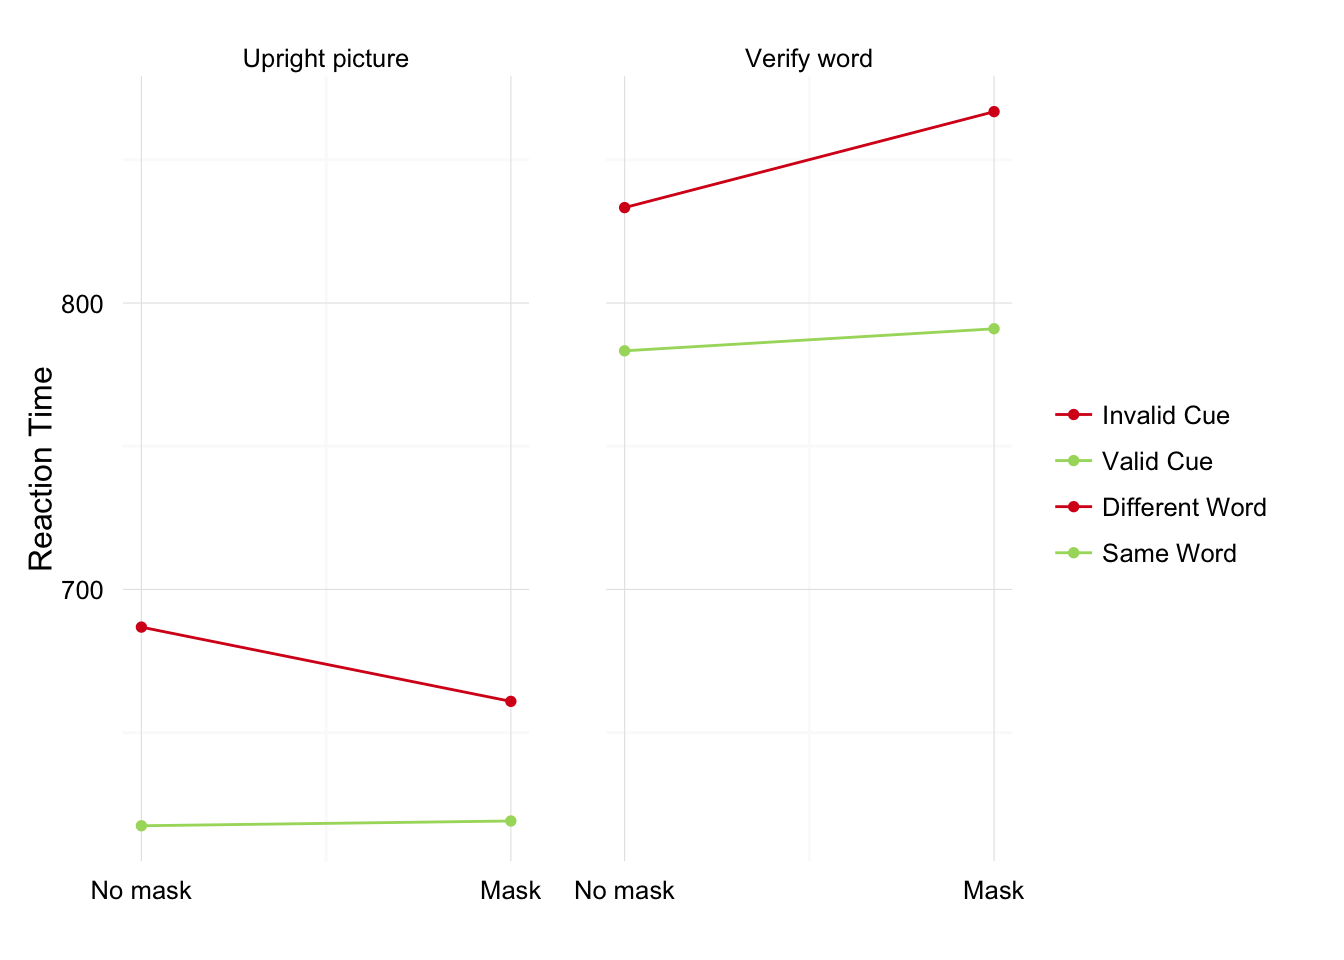 Upright picture
Verify word
800
700
Reaction Time
No mask
Mask
No mask
Mask
Invalid Cue
Valid Cue
Different Word
Same Word